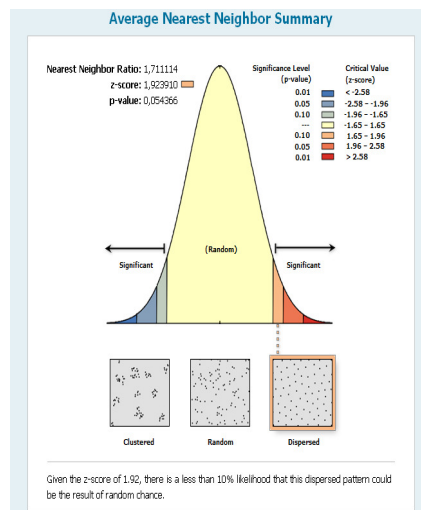 Average Nearest Neighbor Summary
Nearest Neighbor Ratio: 1,711114
z-score: 1,923910
p-value: 0,054366
Significance Level
(p-value)
Critical Value
(z-score)
0.01 < -2.58
0.05 -2.58 - -1.96
0.10 -1.96 - -1.65
--- -1.65 - 1.65
0.10 1.65 - 1.96
0.05 1.96 - 2.58
0.01 > 2.58
(Random)
Significant
Significant
Clustered
Random
Dispersed
Given the z-score of 1.92, there is a less than 10% likelihood that this dispersed pattern could
be the result of random chance.